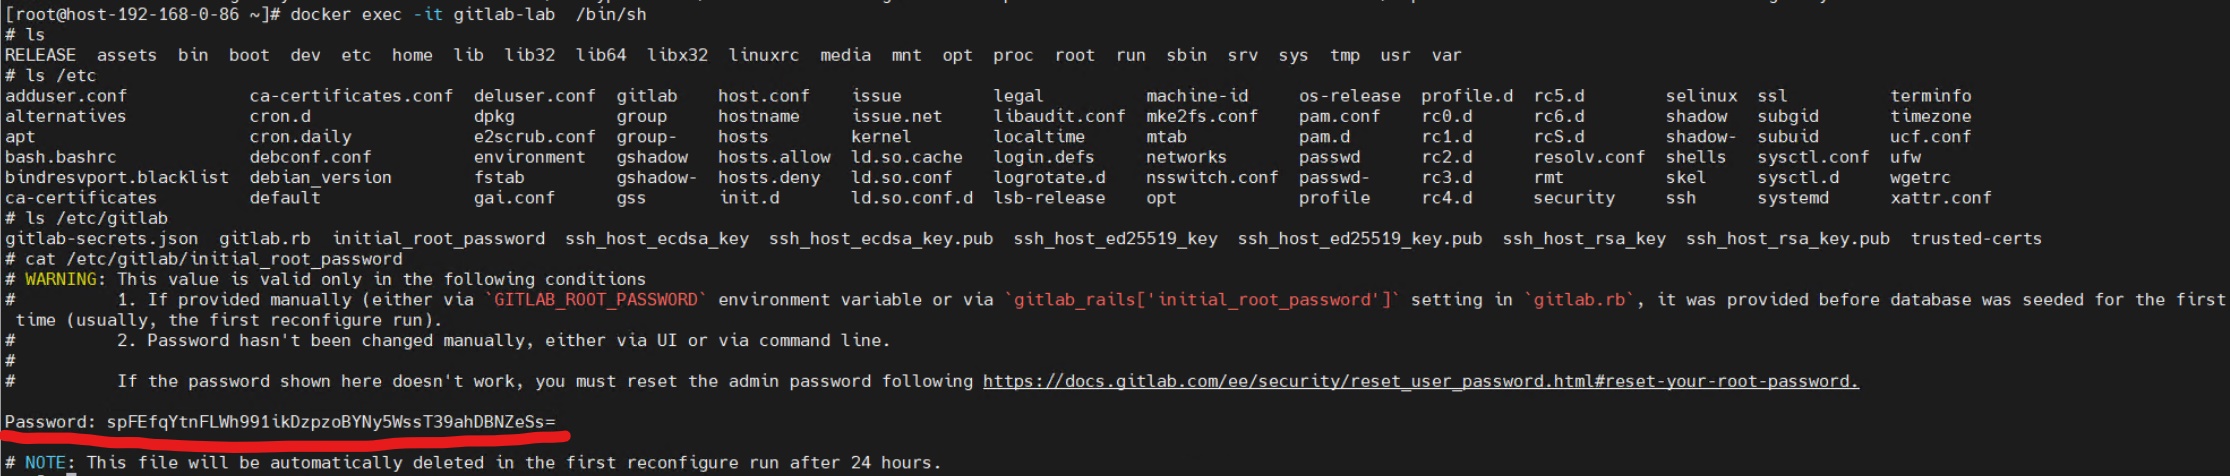 [root@host-192-168-0-86 ~]# docker exec -it gitlab-lab  /bin/sh
# ls
RELEASE  assets  bin  boot  dev  etc  home  lib  lib32  lib64  libx32  linuxrc  media  mnt  opt  proc  root  run  sbin  srv  sys  tmp  usr  var
# ls /etc
adduser.conf  ca-certificates.conf  deluser.conf  gitlab  host.conf  issue  legal  machine-id  os-release  profile.d  rc5.d  selinux  ssl  terminfo
alternatives  cron.d  dpkg  group  hostname  issue.net  libaudit.conf  mke2fs.conf  pam.conf  rc0.d  rc6.d  shadow  subgid  timezone
apt  cron.daily  e2scrub.conf  group-  hosts  kernel  localtime  mtab  pam.d  rc1.d  rcS.d  shadow-  subuid  ucf.conf
bash.bashrc  debconf.conf  environment  gshadow  hosts.allow  ld.so.cache  login.defs  networks  passwd  rc2.d  resolv.conf  shells  sysctl.conf  ufw
bindresvport.blacklist  debian_version  fstab  gshadow-  hosts.deny  ld.so.conf  logrotate.d  nsswitch.conf  passwd-  rc3.d  rmt  skel  sysctl.d  wgetrc
ca-certificates  default  gai.conf  gss  init.d  ld.so.conf.d  lsb-release  opt  profile  rc4.d  security  ssh  systemd  xattr.conf
# ls /etc/gitlab
gitlab-secrets.json  gitlab.rb  initial_root_password  ssh_host_ecdsa_key  ssh_host_ecdsa_key.pub  ssh_host_ed25519_key  ssh_host_ed25519_key.pub  ssh_host_rsa_key  ssh_host_rsa_key.pub  trusted-certs
# cat /etc/gitlab/initial_root_password
# WARNING: This value is valid only in the following conditions
#          1. If provided manually (either via `GITLAB_ROOT_PASSWORD` environment variable or via `gitlab_rails['initial_root_password']` setting in `gitlab.rb`, it was provided before database was seeded for the first
time (usually, the first reconfigure run).
#          2. Password hasn't been changed manually, either via UI or via command line.
#
#          If the password shown here doesn't work, you must reset the admin password following https://docs.gitlab.com/ee/security/reset_user_password.html#reset-your-root-password.
Password: spFEfqYtnFLWh991ikDzpzoBYNy5WssT39ahDBNZeSs=
# NOTE: This file will be automatically deleted in the first reconfigure run after 24 hours.